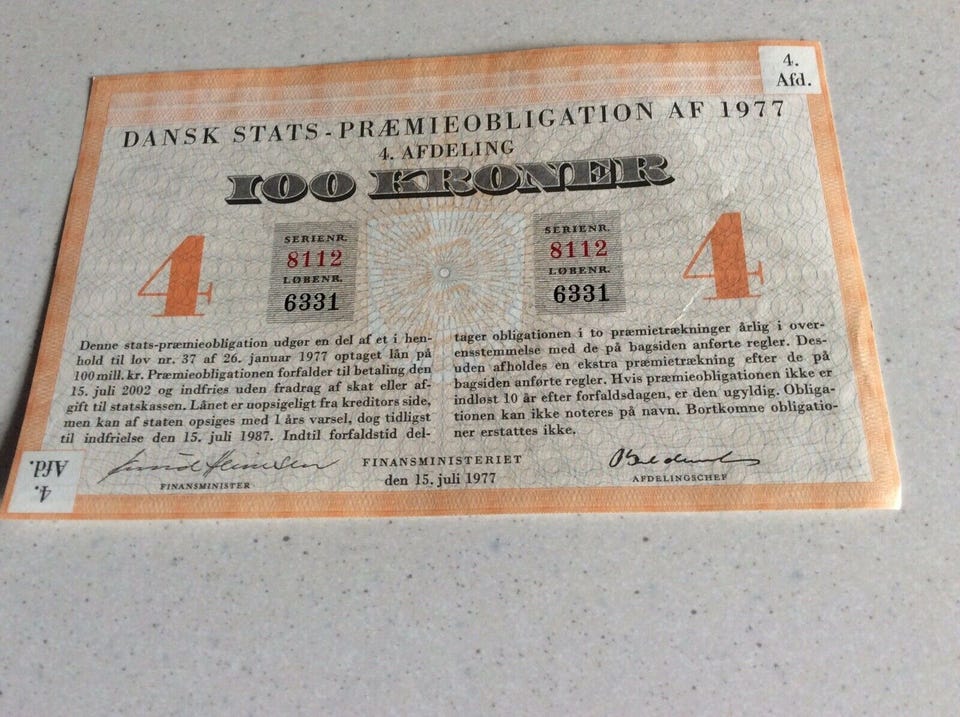 4.
Afd.
DANSK STATS-PRÆMIEOBLIGATION AF 1977
4. AFDELING
100 KRONER
4
SERIENR.
8112
LØBENR.
6331
SERIENR.
8112
LØBENR.
6331
4
Denne stats-præmieobligation udgør en del af et i hen-
hold til lov nr. 37 af 26. januar 1977 optaget lån på
100 mill. kr. Præmieobligationen forfalder til betaling den
15. juli 2002 og indfries uden fradrag af skat eller af-
gift til statskassen. Lånet er uopsigeligt fra kreditors side,
men kan af staten opsiges med 1 års varsel, dog tidligst
til indfrielse den 15. juli 1987. Indtil forfaldstid del-
tager obligationen i to præmietrækninger årlig i over-
ensstemmelse med de på bagsiden anførte regler. Des-
uden afholdes en ekstra præmietrækning efter de på
bagsiden anførte regler. Hvis præmieobligationen ikke er
indløst 10 år efter forfaldsdagen, er den ugyldig. Obliga-
tionen kan ikke noteres på navn. Bortkomne obligatio-
ner erstattes ikke.
FINANSMINISTER
FINANSMINISTERIET
den 15. juli 1977
AFDELINGSCHEF
4.
Afd.